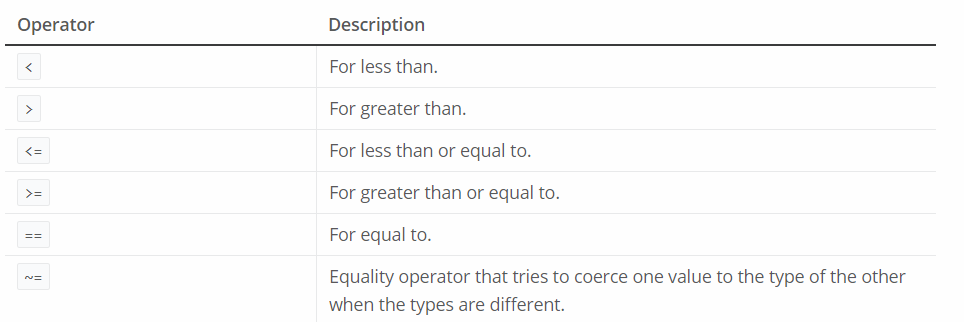 Operator Description
< For less than.
> For greater than.
<= For less than or equal to.
>= For greater than or equal to.
== For equal to.
~= Equality operator that tries to coerce one value to the type of the other
when the types are different.